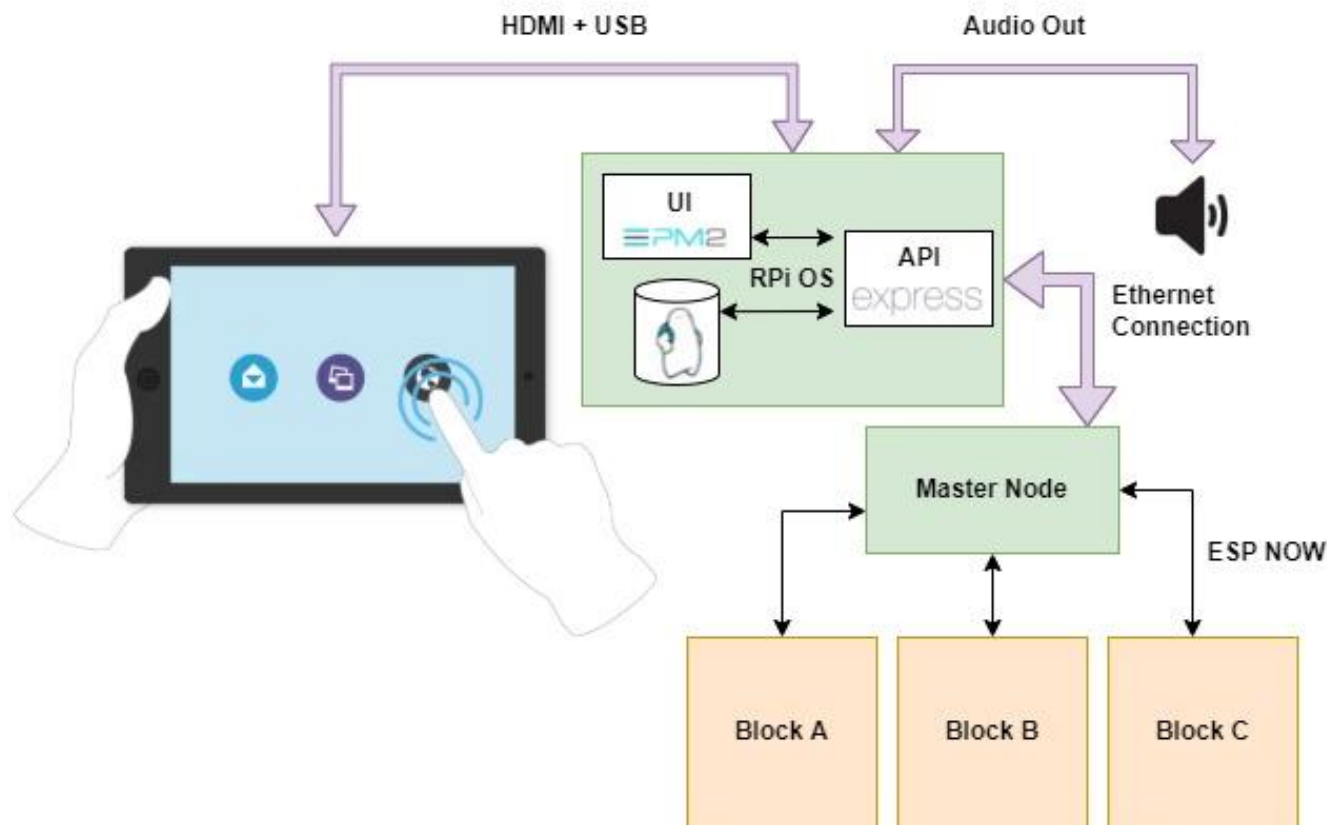 HDMI + USB
Audio Out
UI
PM2
RPi OS
API
express
Ethernet
Connection
Master Node
ESP NOW
Block A
Block B
Block C